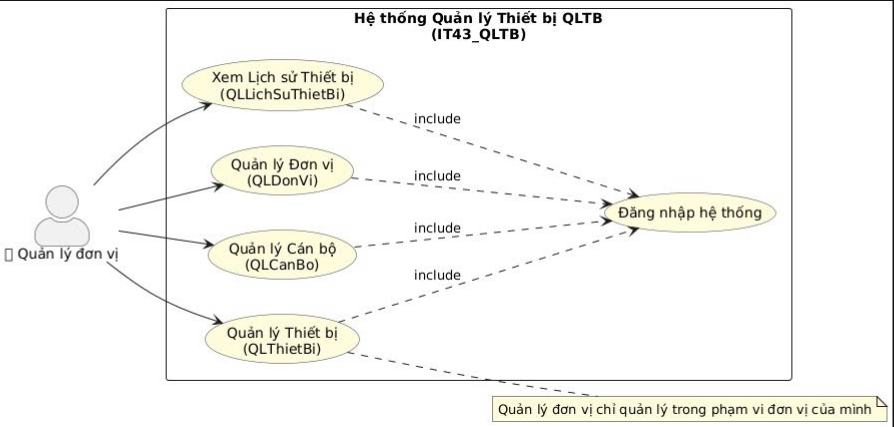 Hệ thống Quản lý Thiết bị QLTB
(IT43_QLTB)
Xem Lịch sử Thiết bị
(QLLichSuThietBi)
include
Quản lý Đơn vị
(QLDonVi)
include
Đăng nhập hệ thống
Quản lý đơn vị
Quản lý Cán bộ
(QLCanBo)
include
include
Quản lý Thiết bị
(QLThietBi)
Quản lý đơn vị chỉ quản lý trong phạm vi đơn vị của mình